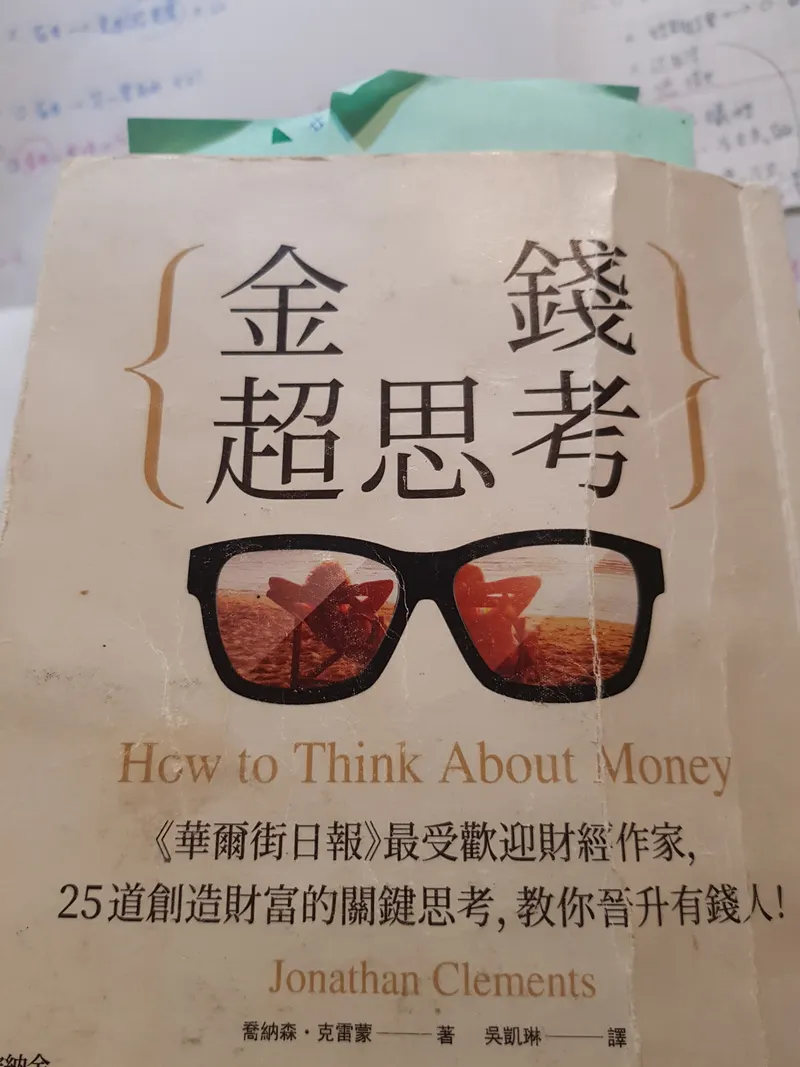 金 錢
超思考
How to Think About Money
《華爾街日報》最受歡迎財經作家,
25道創造財富的關鍵思考, 教你晉升有錢人!
Jonathan Clements
喬納森・克雷蒙——著 吳凱琳——譯